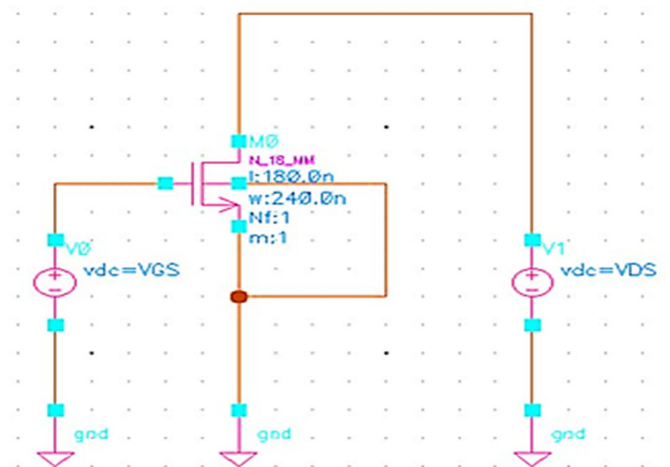 M0
N_18_MM
l:180.0n
w:240.0n
Nf:1
m:1
V0
vdc=VGS
V1
vdc=VDS
gnd
gnd
gnd